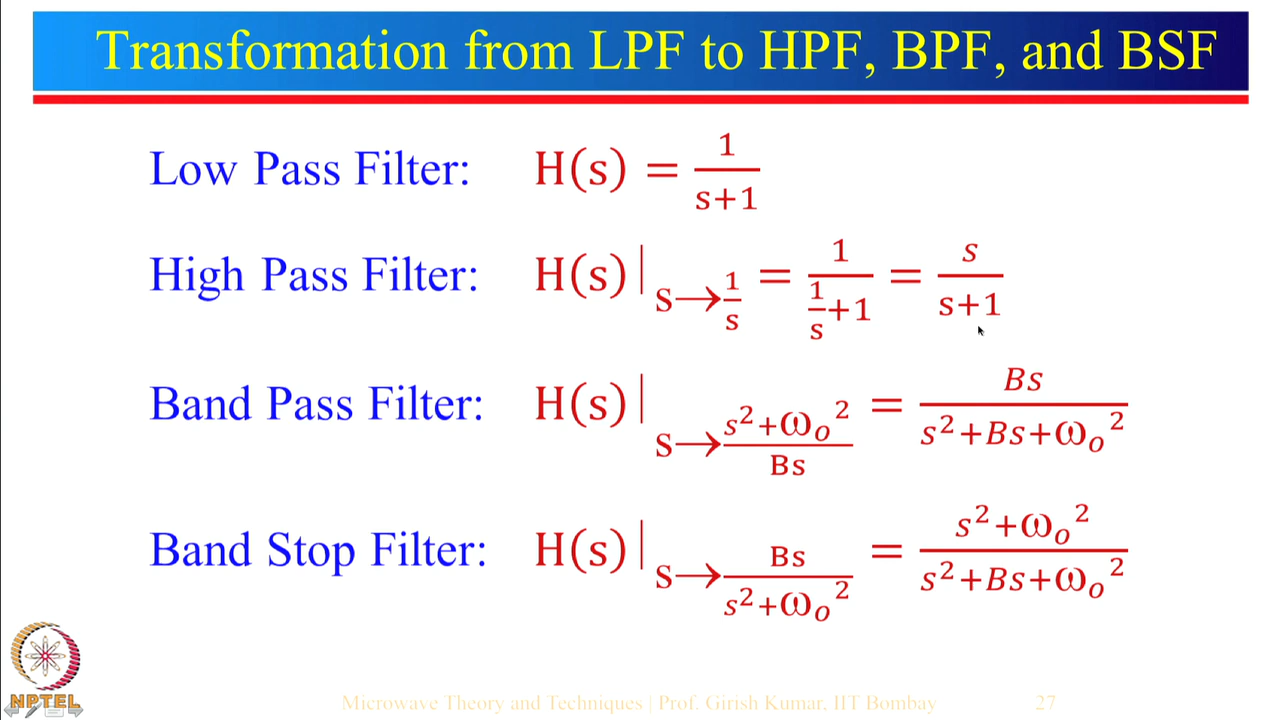 Transformation from LPF to HPF, BPF, and BSF
Low Pass Filter: H(s) = 1/(s+1)
High Pass Filter: H(s)|s→1/s = 1/(1/s+1) = s/(s+1)
Band Pass Filter: H(s)|s→(s²+ω₀²)/Bs = Bs/(s²+Bs+ω₀²)
Band Stop Filter: H(s)|s→Bs/(s²+ω₀²) = (s²+ω₀²)/(s²+Bs+ω₀²)
NPTEL
Microwave Theory and Techniques | Prof. Girish Kumar, IIT Bombay 27